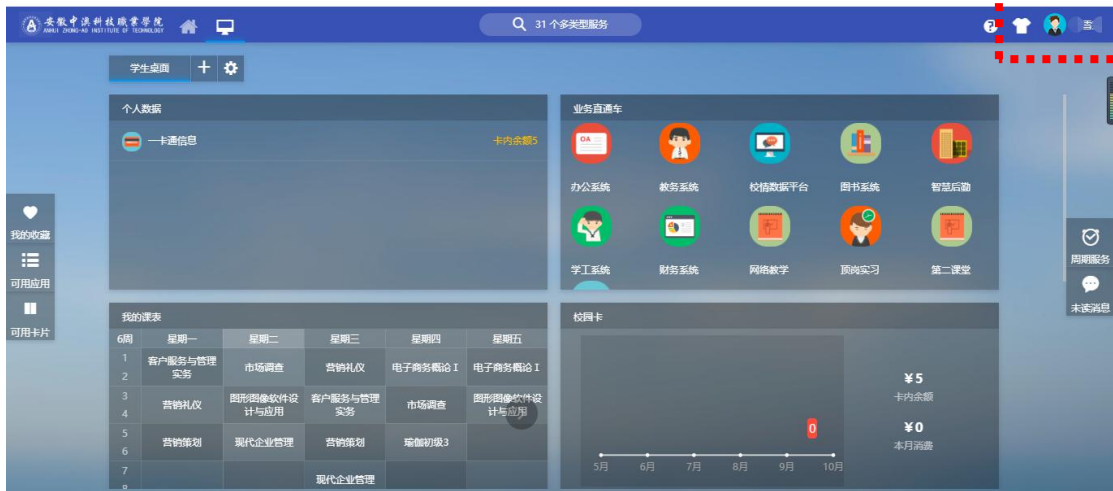 安徽中澳科技職業學院
ANHUI ZHONG-AO INSTITUTE OF TECHNOLOGY
31 个多类型服务
学生桌面
个人数据
一卡通信息 卡内余额5
业务直通车
OA
办公系统 教务系统 校情数据平台 图书系统 智慧后勤
学工系统 财务系统 网络教学 顶岗实习 第二课堂
我的收藏
可用应用
可用卡片
周期服务
未读消息
我的课表
6周 星期一 星期二 星期三 星期四 星期五
1
2
客户服务与管理实务 市场调查 营销礼仪 电子商务概论 I 电子商务概论 I
3
4
营销礼仪 图形图像软件设计与应用 客户服务与管理实务 市场调查 图形图像软件设计与应用
5
6
营销策划 现代企业管理 营销策划 瑜伽初级3
7
现代企业管理
校园卡
0
5月 6月 7月 8月 9月 10月
¥5
卡内余额
¥0
本月消费